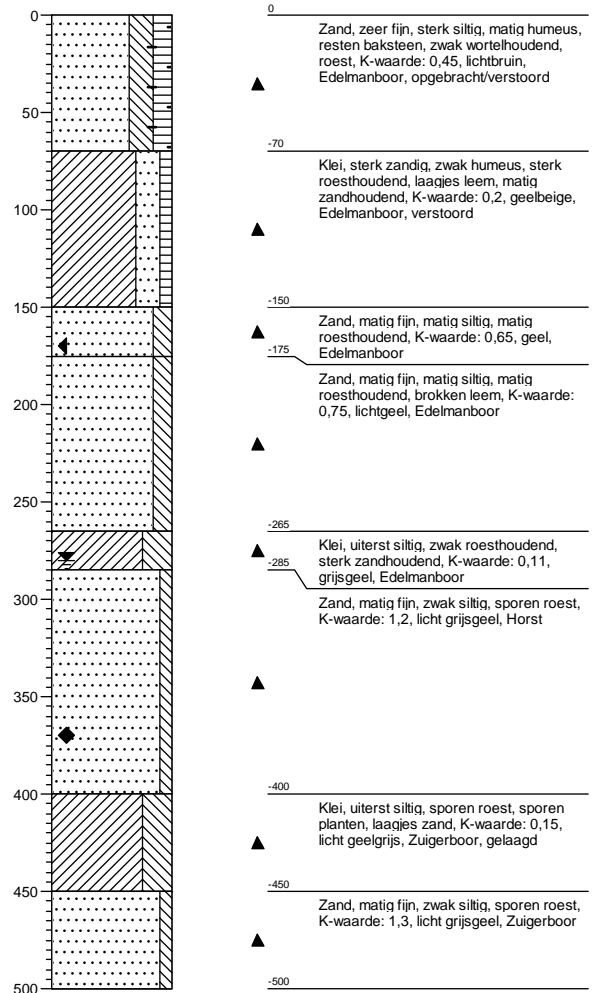 0
50
100
150
200
250
300
350
400
450
500
0
Zand, zeer fijn, sterk siltig, matig humeus,
resten baksteen, zwak wortelhoudend,
roest, K-waarde: 0,45, lichtbruin,
Edelmanboor, opgebracht/verstoord
-70
Klei, sterk zandig, zwak humeus, sterk
roesthoudend, laagjes leem, matig
zandhoudend, K-waarde: 0,2, geelbeige,
Edelmanboor, verstoord
-150
Zand, matig fijn, matig siltig, matig
roesthoudend, K-waarde: 0,65, geel,
Edelmanboor
-175
Zand, matig fijn, matig siltig, matig
roesthoudend, brokken leem, K-waarde:
0,75, lichtgeel, Edelmanboor
-265
Klei, uiterst siltig, zwak roesthoudend,
sterk zandhoudend, K-waarde: 0,11,
grijsgeel, Edelmanboor
-285
Zand, matig fijn, zwak siltig, sporen roest,
K-waarde: 1,2, licht grijsgeel, Horst
-400
Klei, uiterst siltig, sporen roest, sporen
planten, laagjes zand, K-waarde: 0,15,
licht geelgrijs, Zuigerboor, gelaagd
-450
Zand, matig fijn, zwak siltig, sporen roest,
K-waarde: 1,3, licht grijsgeel, Zuigerboor
-500